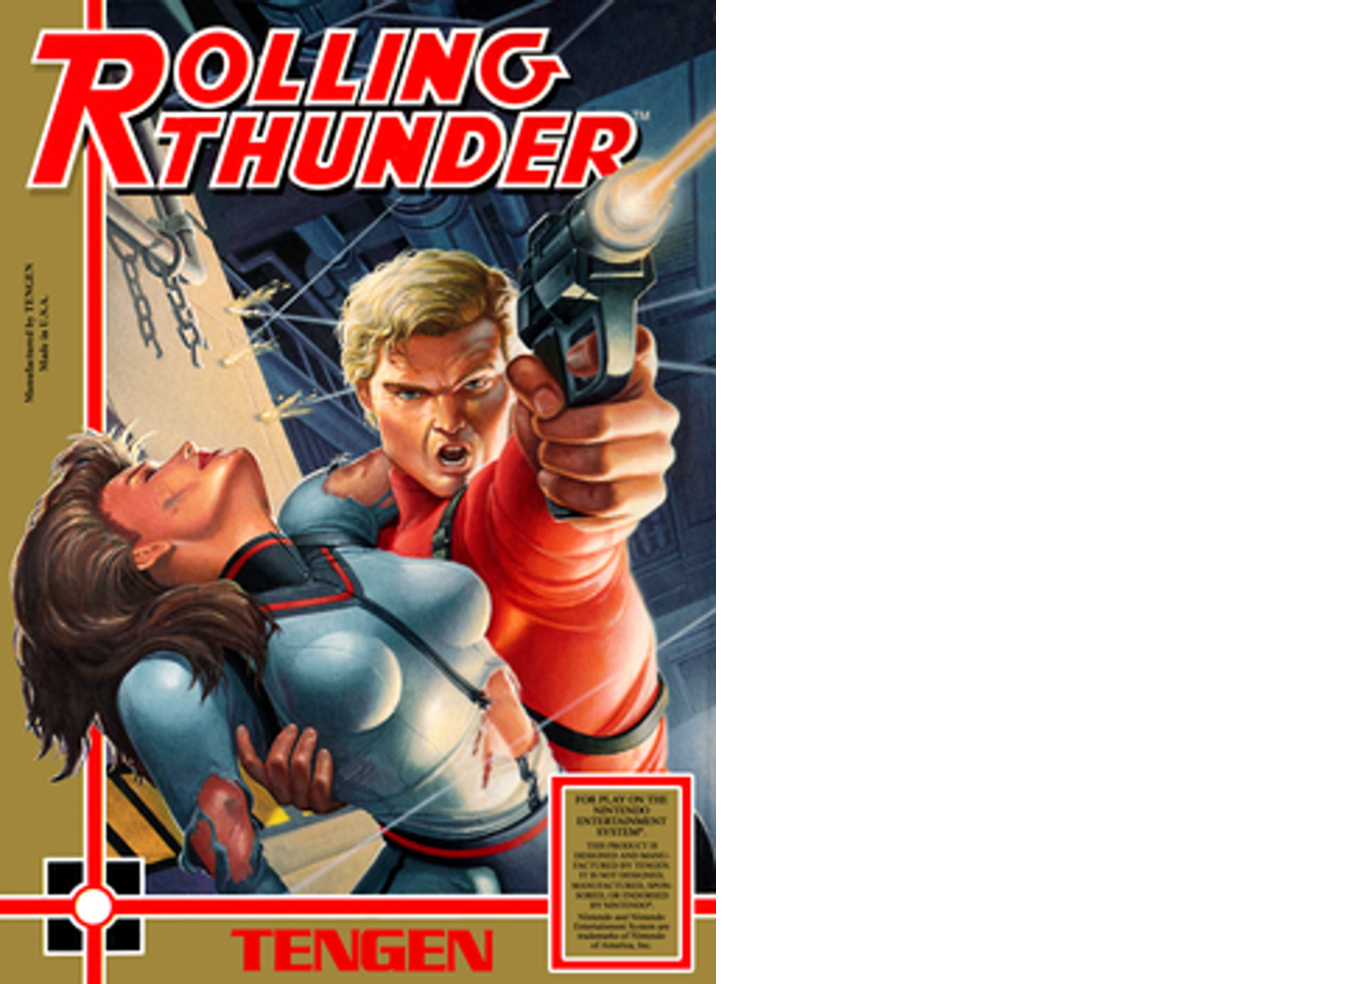 ROLLING
THUNDER™
Manufactured by TENGEN
Made in U.S.A.
FOR PLAY ON THE
NINTENDO
ENTERTAINMENT
SYSTEM®.
THIS PRODUCT IS
DESIGNED AND MANU-
FACTURED BY TENGEN.
IT IS NOT DESIGNED,
MANUFACTURED, SPON-
SORED, OR ENDORSED
BY NINTENDO®.
Nintendo and Nintendo
Entertainment System are
trademarks of Nintendo
of America, Inc.
TENGEN